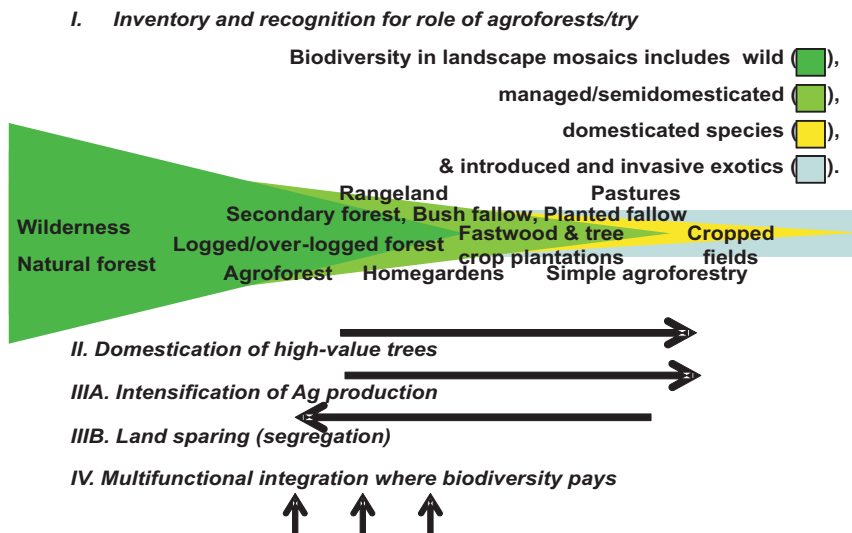 I. Inventory and recognition for role of agroforests/try
Biodiversity in landscape mosaics includes wild ( ),
managed/semidomesticated ( ),
domesticated species ( ),
& introduced and invasive exotics ( ).
Rangeland Pastures
Secondary forest, Bush fallow, Planted fallow
Wilderness
Logged/over-logged forest Fastwood & tree Cropped
Natural forest
crop plantations fields
Agroforest Homegardens Simple agroforestry
II. Domestication of high-value trees
IIIA. Intensification of Ag production
IIIB. Land sparing (segregation)
IV. Multifunctional integration where biodiversity pays